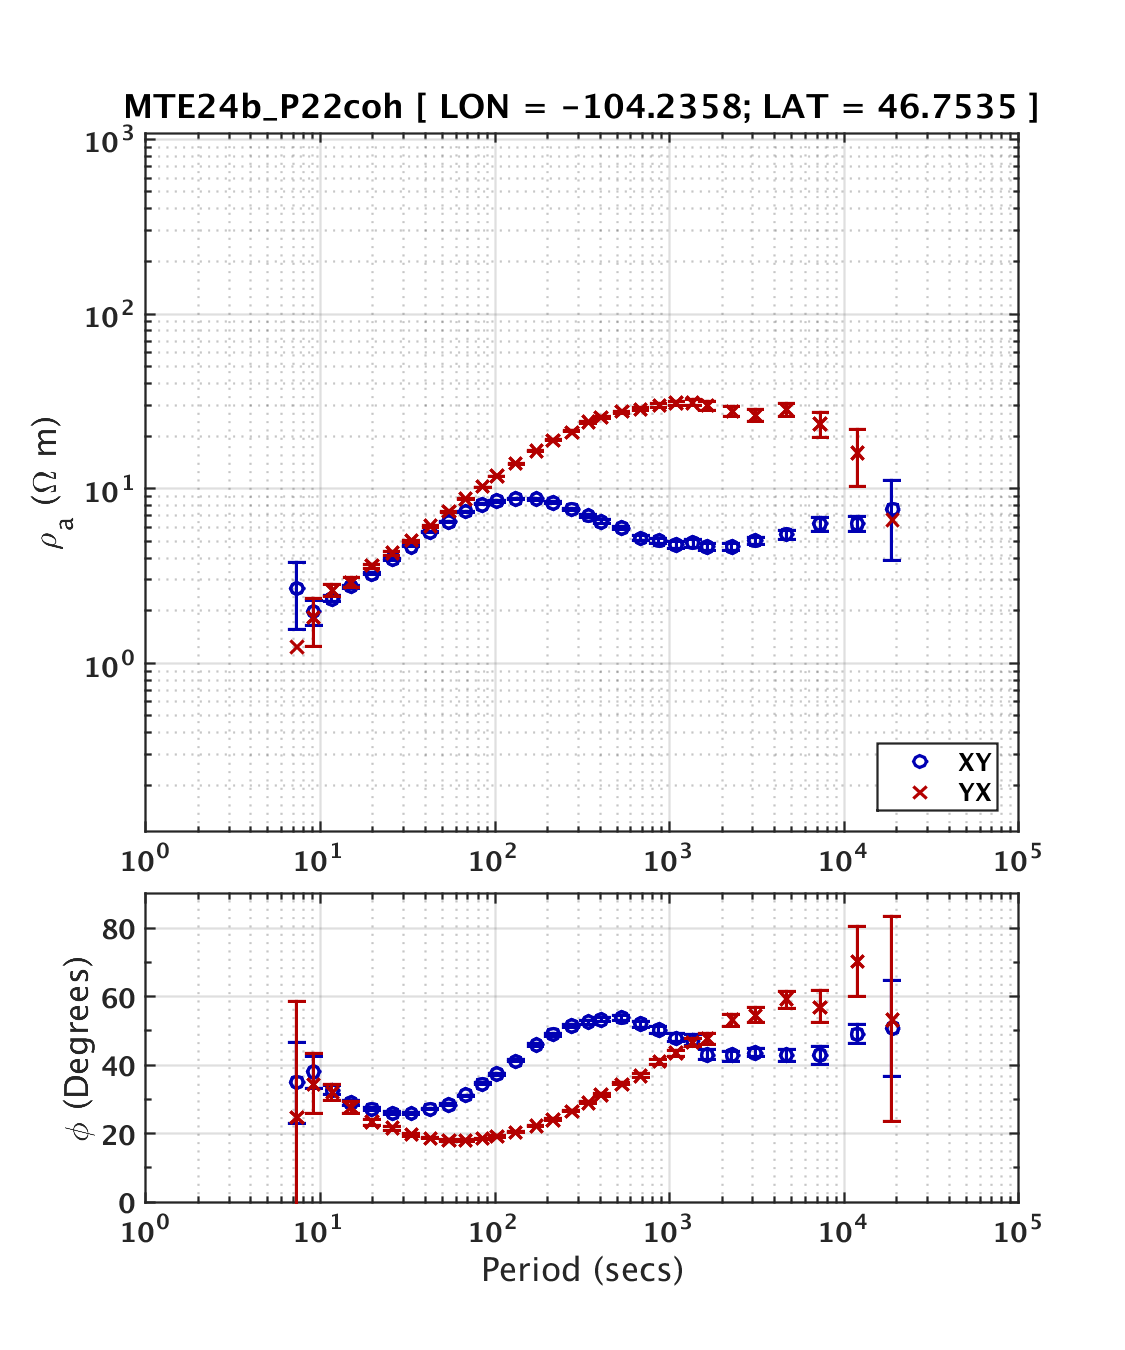 MTE24b_P22coh [ LON = -104.2358; LAT = 46.7535 ]
10³
10²
10¹
10⁰
ρₐ (Ω m)
XY
YX
10⁰ 10¹ 10² 10³ 10⁴ 10⁵
80
60
40
20
0
ϕ (Degrees)
10⁰ 10¹ 10² 10³ 10⁴ 10⁵
Period (secs)